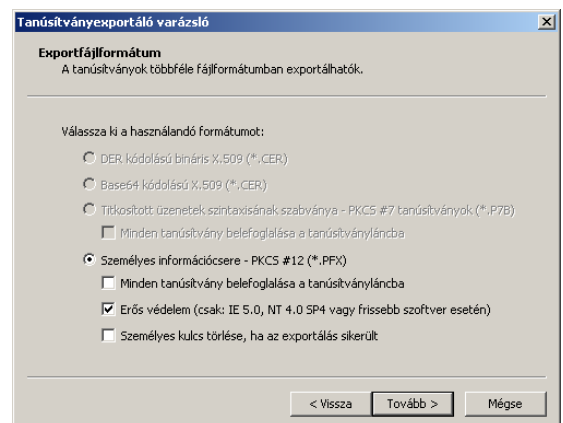 Tanúsítványexportáló varázsló
Exportfájlformátum
A tanúsítványok többféle fájlformátumban exportálhatók.
Válassza ki a használandó formátumot:
DER kódolású bináris X.509 (*.CER)
Base64 kódolású X.509 (*.CER)
Titkosított üzenetek szintaxisának szabványa - PKCS #7 tanúsítványok (*.P7B)
Minden tanúsítvány belefoglalása a tanúsítványláncba
Személyes információcsere - PKCS #12 (*.PFX)
Minden tanúsítvány belefoglalása a tanúsítványláncba
Erős védelem (csak: IE 5.0, NT 4.0 SP4 vagy frissebb szoftver esetén)
Személyes kulcs törlése, ha az exportálás sikerült
< Vissza Tovább > Mégse